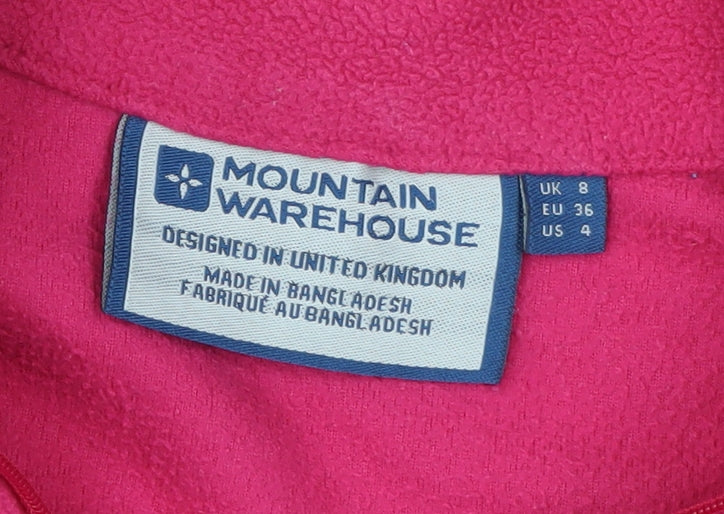 MOUNTAIN
WAREHOUSE
DESIGNED IN UNITED KINGDOM
MADE IN BANGLADESH
FABRIQUÉ AU BANGLADESH
UK 8
EU 36
US 4